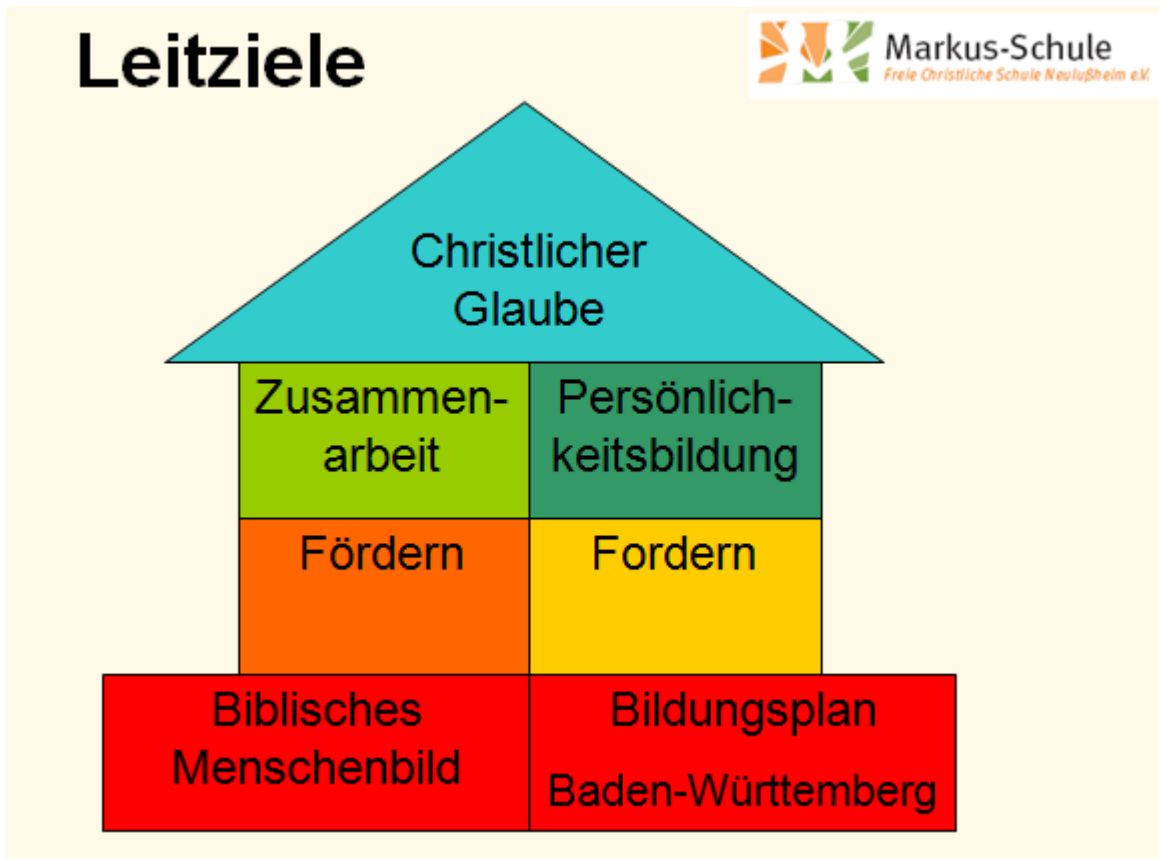 Leitziele
Markus-Schule
Freie Christliche Schule Neulußheim e.V.
Christlicher
Glaube
Zusammen-
arbeit
Persönlich-
keitsbildung
Fördern
Fordern
Biblisches
Menschenbild
Bildungsplan
Baden-Württemberg